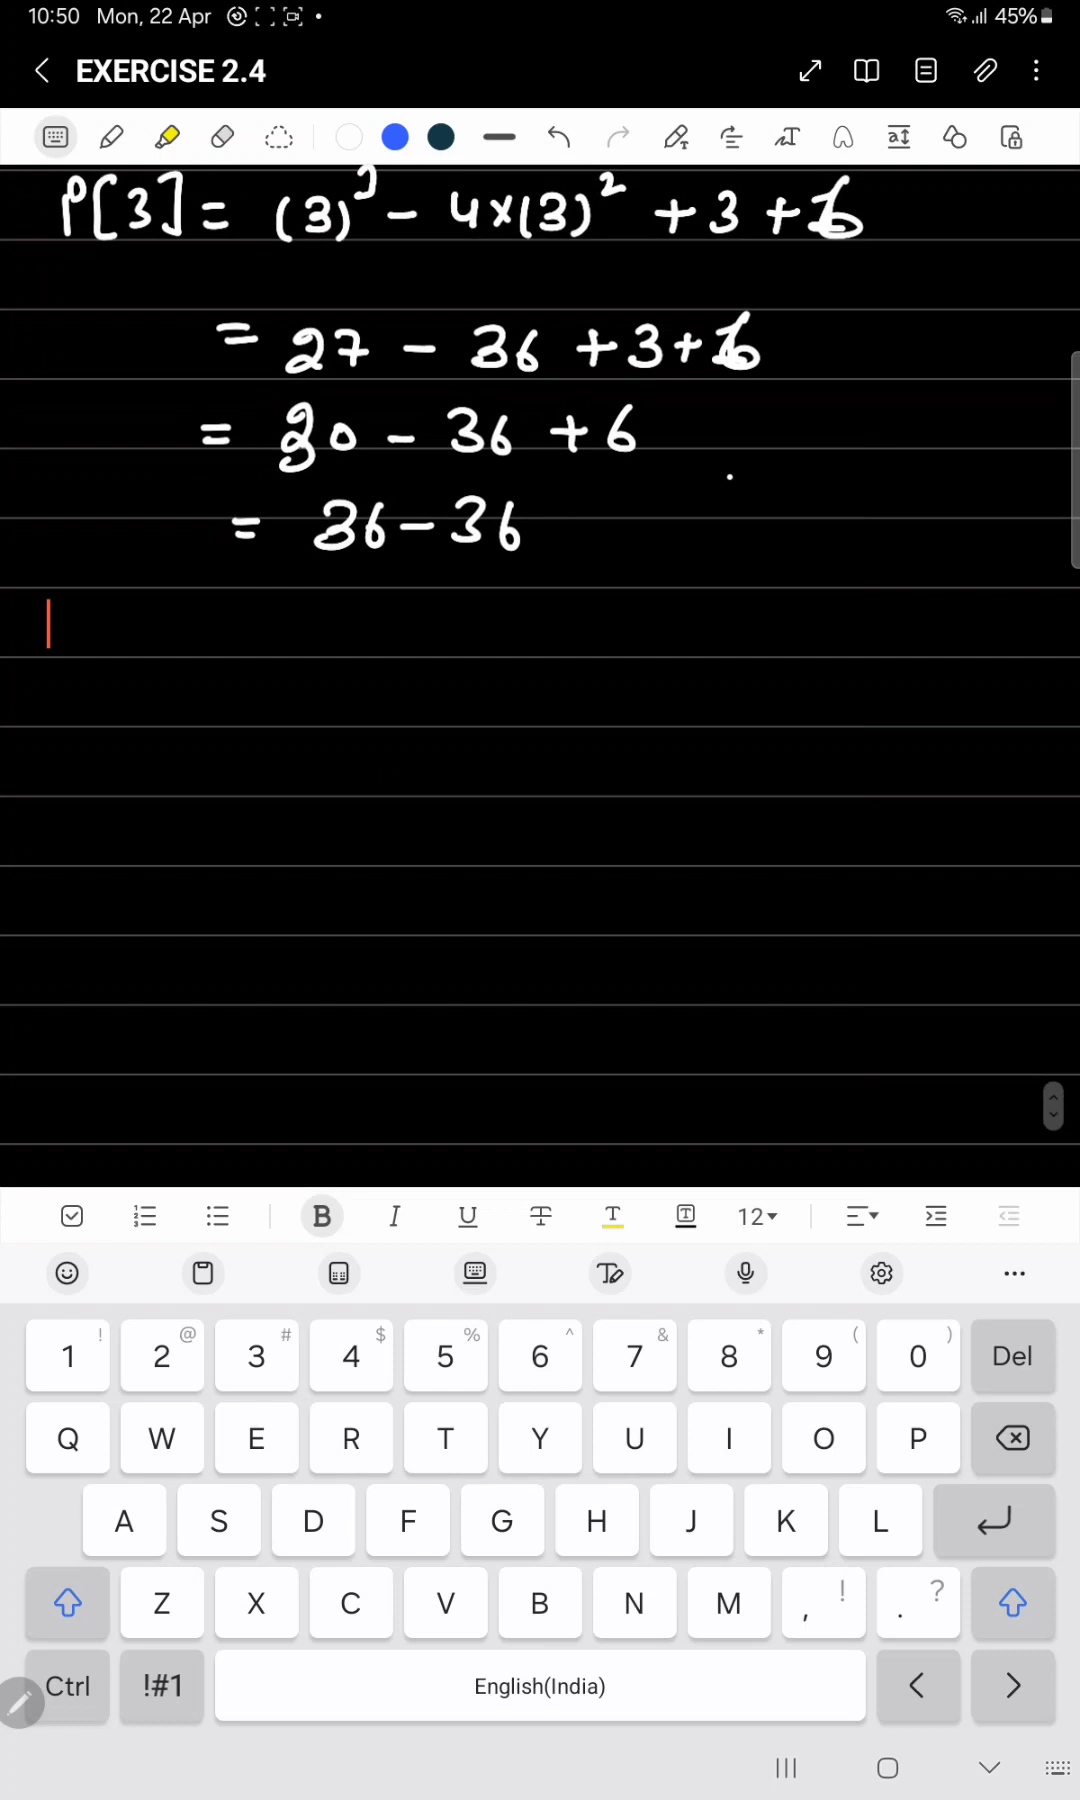 10:50 Mon, 22 Apr 45%
EXERCISE 2.4
P[3] = (3)³ - 4×(3)² + 3 + 6
= 27 - 36 + 3 + 6
= 30 - 36 + 6
= 36 - 36
B I U T T T 12
! @ # $ % ^ & * ( )
1 2 3 4 5 6 7 8 9 0 Del
Q W E R T Y U I O P
A S D F G H J K L
! ?
Z X C V B N M , .
Ctrl !#1 English(India) < >